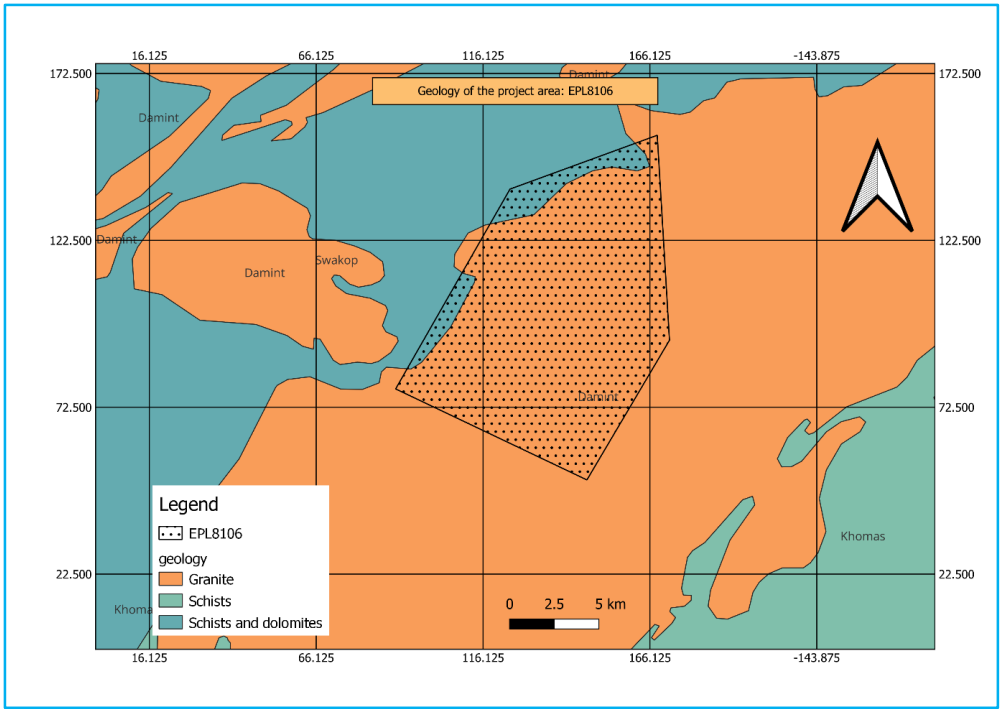 16.125 66.125 116.125 166.125 -143.875
172.500 172.500
Damint
Geology of the project area: EPL8106
Damint
122.500 122.500
Damint
Swakop
Damint
Damint
72.500 72.500
Legend
EPL8106
geology
Granite
Schists
Schists and dolomites
Khomas
22.500 22.500
Khoma
0 2.5 5 km
16.125 66.125 116.125 166.125 -143.875